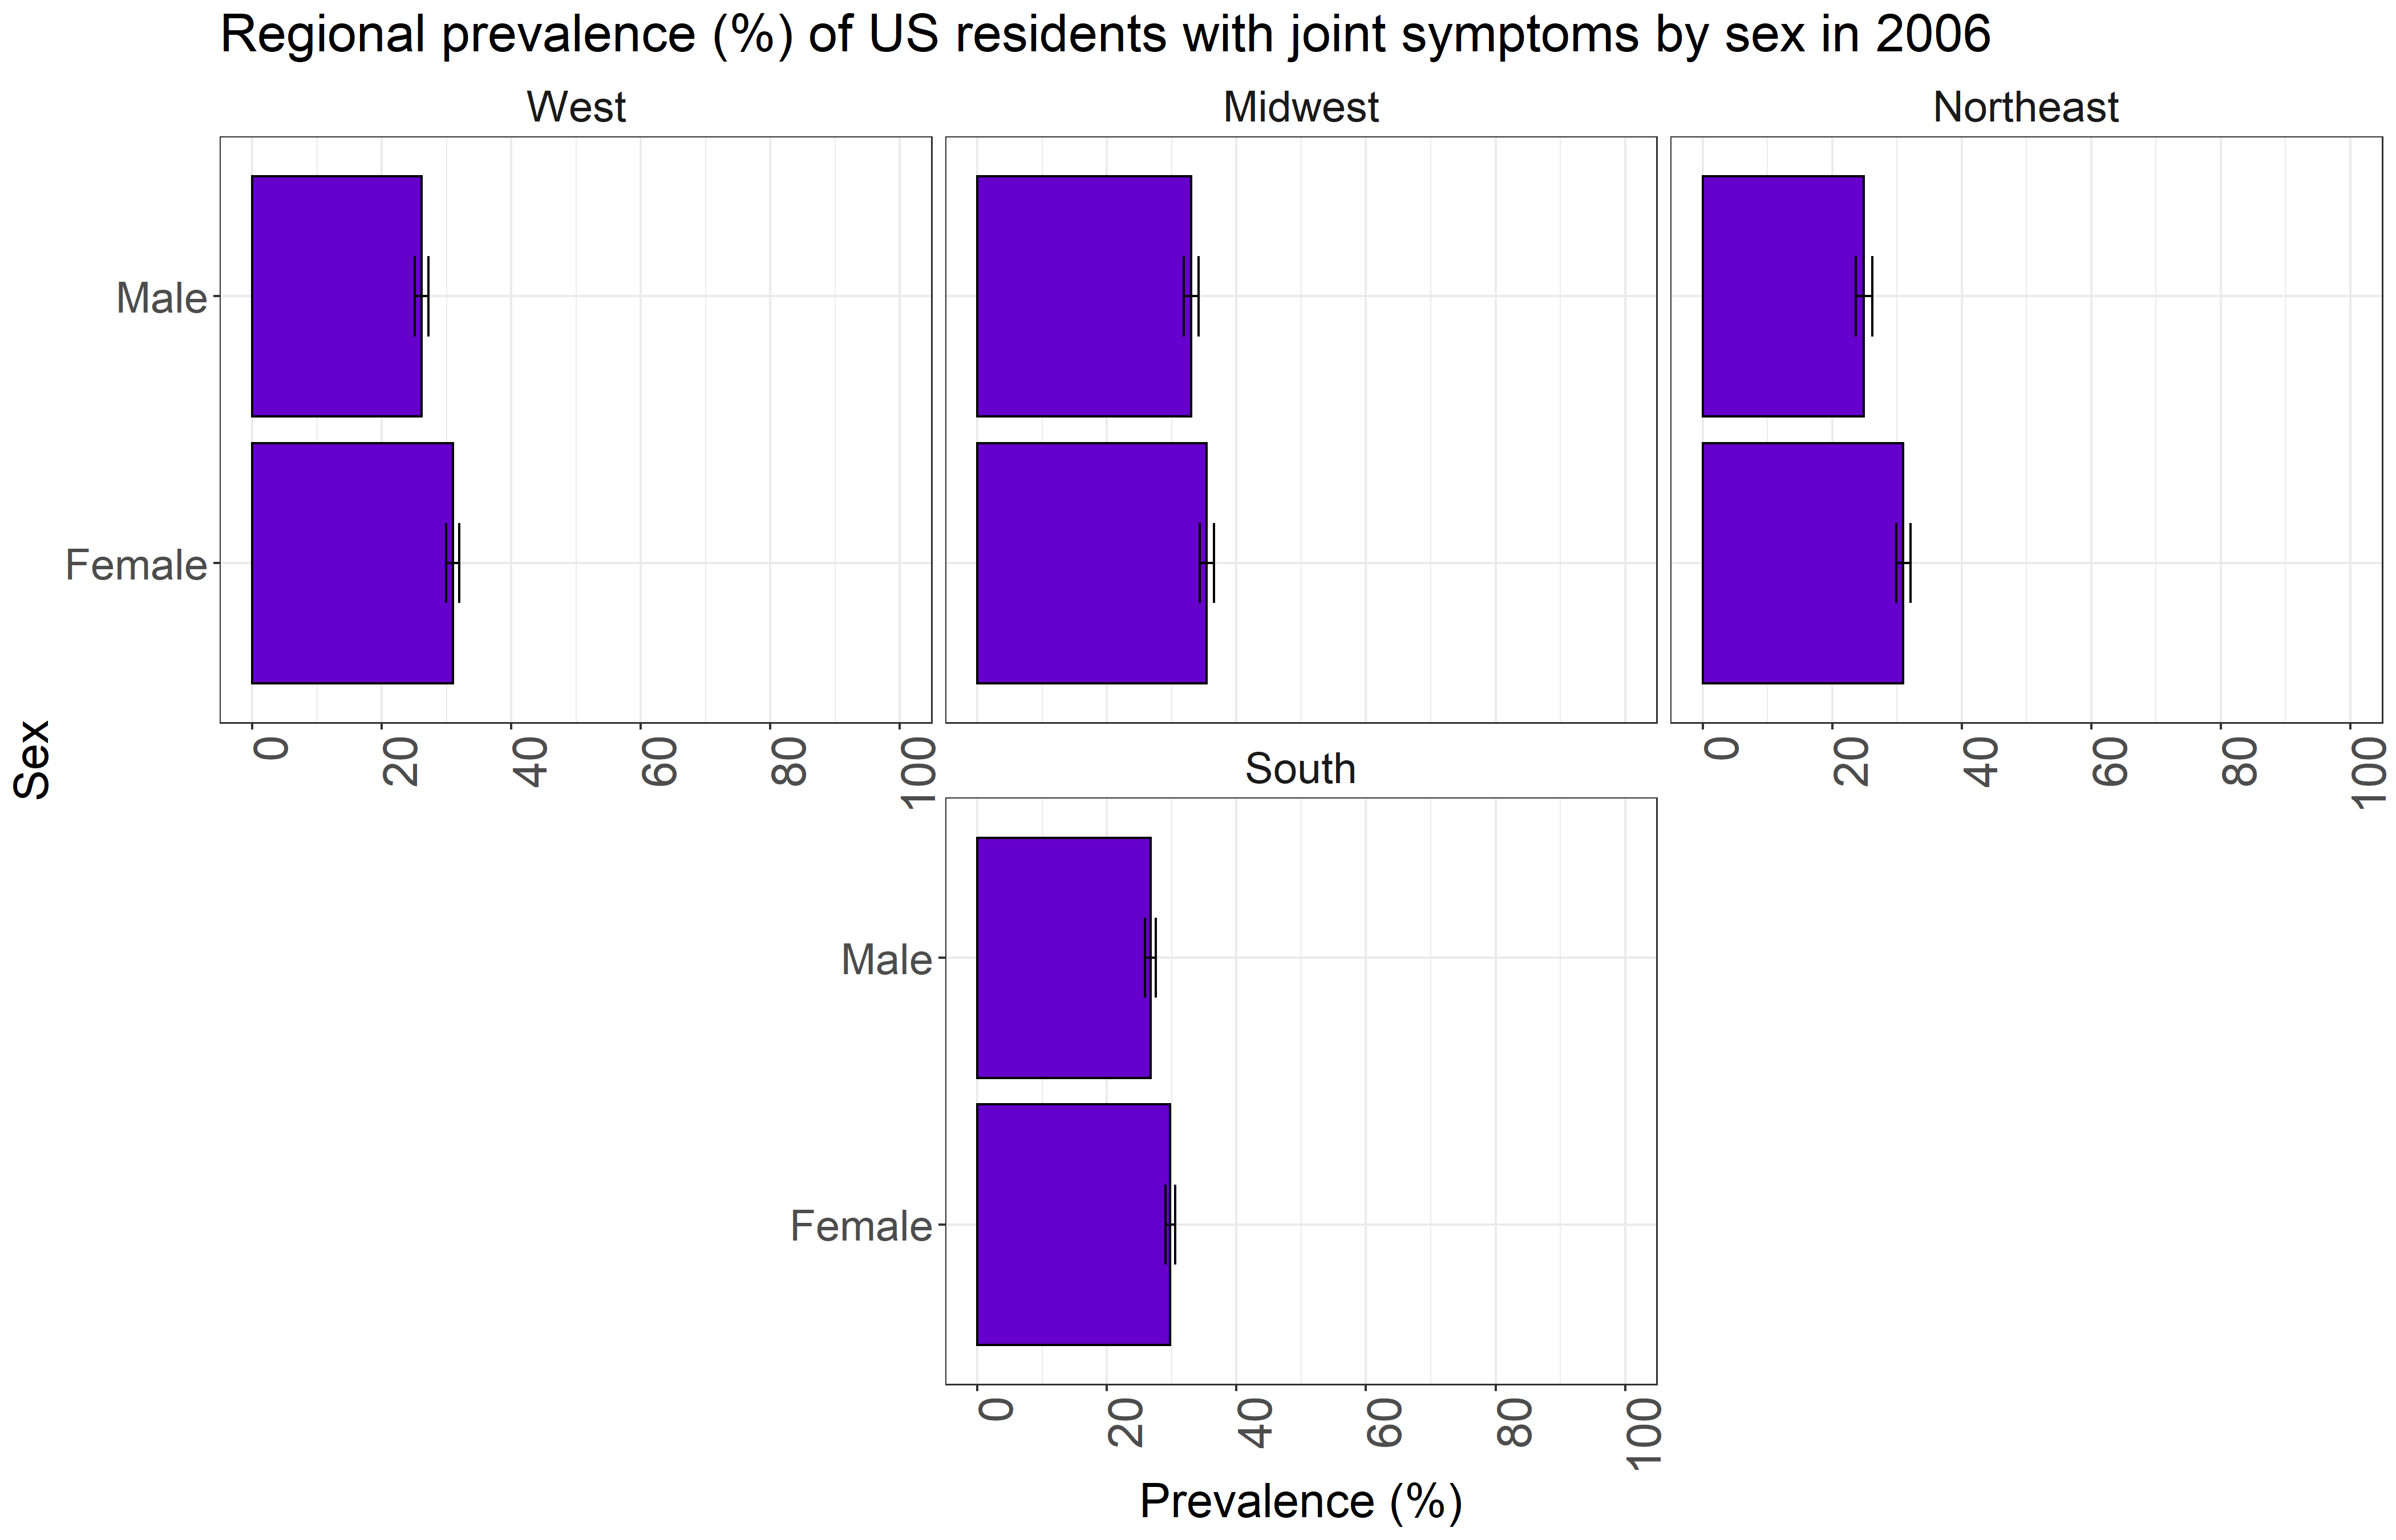 Regional prevalence (%) of US residents with joint symptoms by sex in 2006
West
Midwest
Northeast
Male
Female
0 20 40 60 80 100
0 20 40 60 80 100
Sex
South
Male
Female
0 20 40 60 80 100
Prevalence (%)